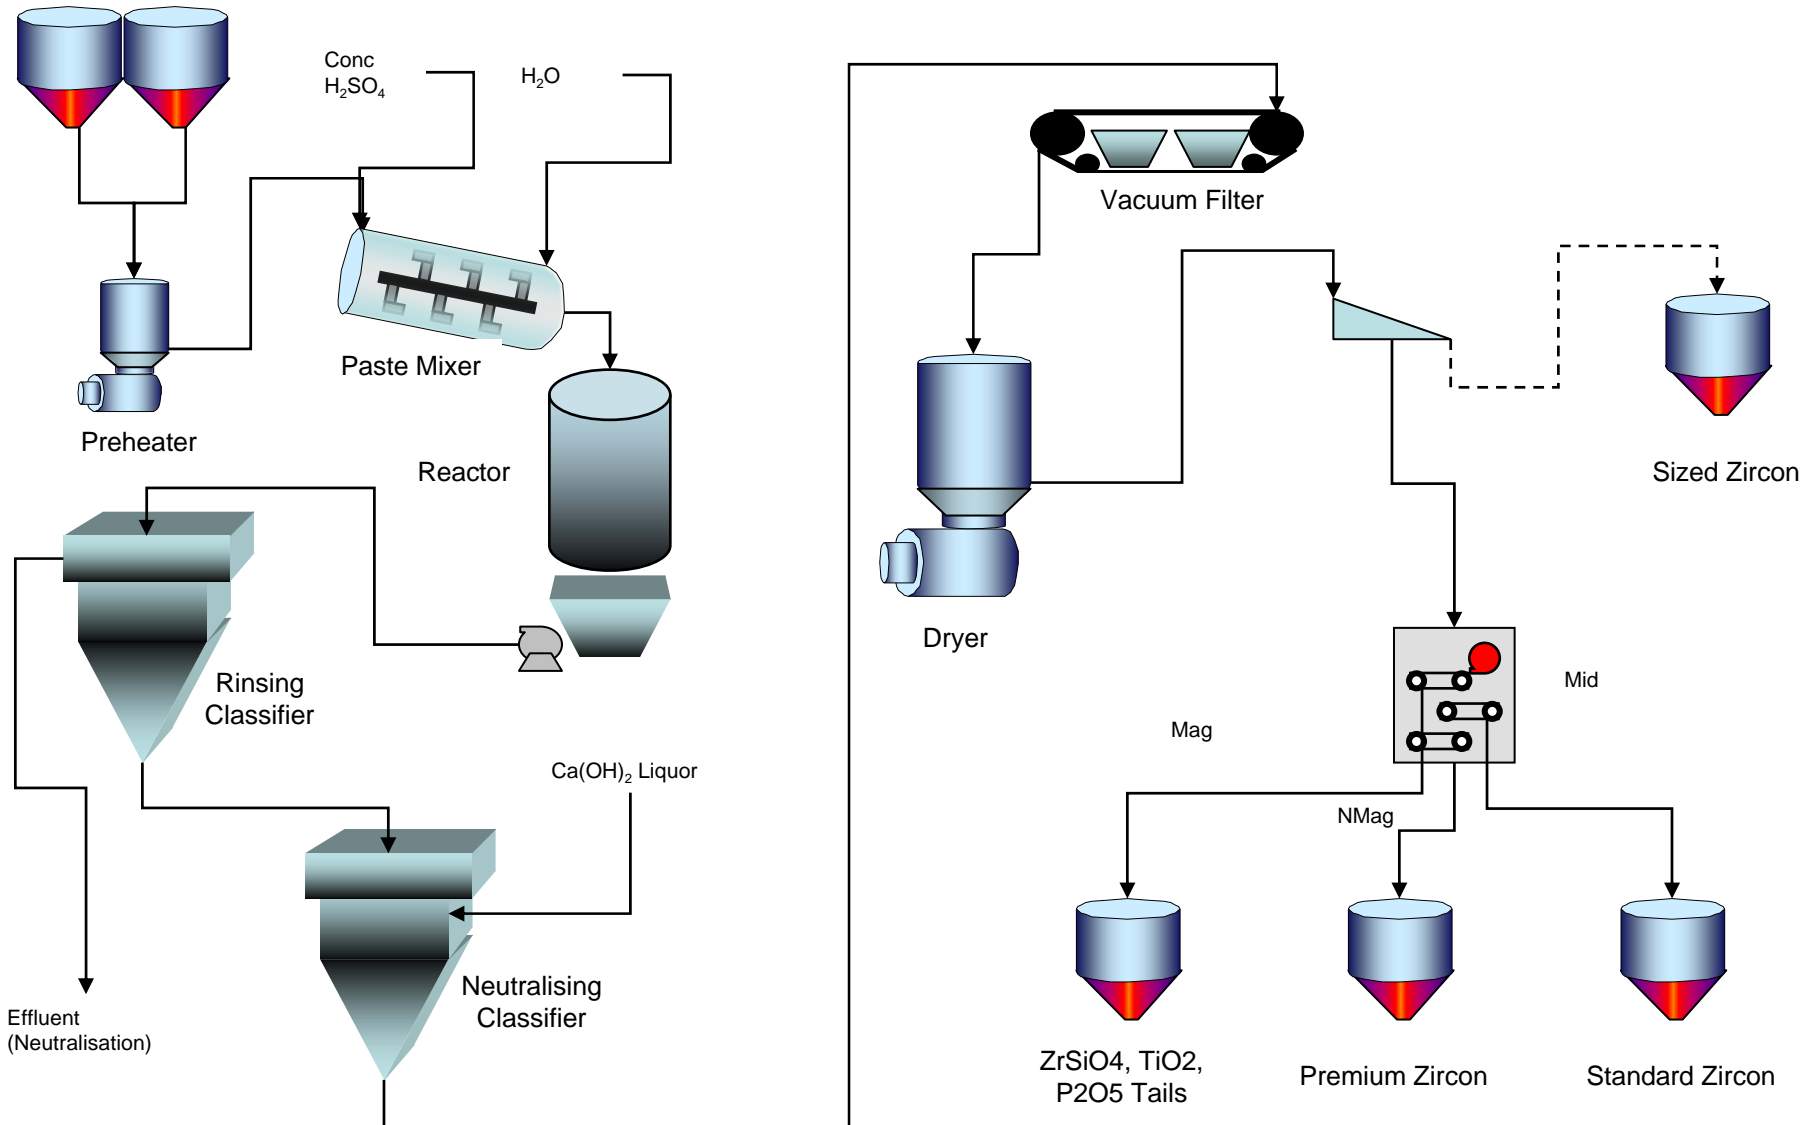 Conc
H₂SO₄
H₂O
Paste Mixer
Preheater
Reactor
Rinsing
Classifier
Ca(OH)₂ Liquor
Neutralising
Classifier
Effluent
(Neutralisation)
Vacuum Filter
Sized Zircon
Dryer
Mid
Mag
NMag
ZrSiO4, TiO2,
P2O5 Tails
Premium Zircon
Standard Zircon